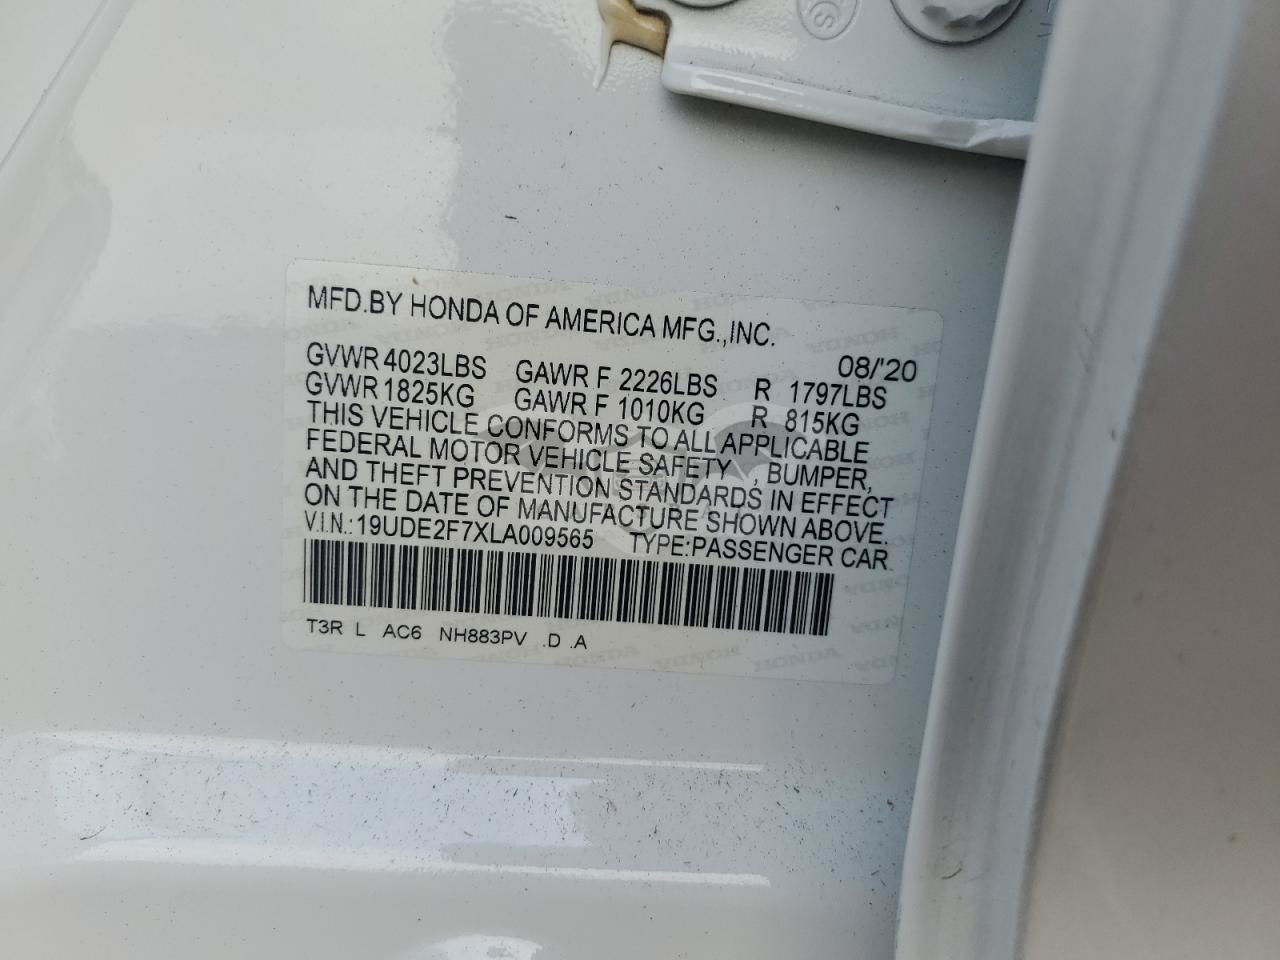 MFD.BY HONDA OF AMERICA MFG.,INC.
08/'20
GVWR 4023LBS GAWR F 2226LBS R 1797LBS
GVWR 1825KG GAWR F 1010KG R 815KG
THIS VEHICLE CONFORMS TO ALL APPLICABLE
FEDERAL MOTOR VEHICLE SAFETY , BUMPER,
AND THEFT PREVENTION STANDARDS IN EFFECT
ON THE DATE OF MANUFACTURE SHOWN ABOVE.
V.I.N.:19UDE2F7XLA009565 TYPE:PASSENGER CAR
T3R L AC6 NH883PV .D .A